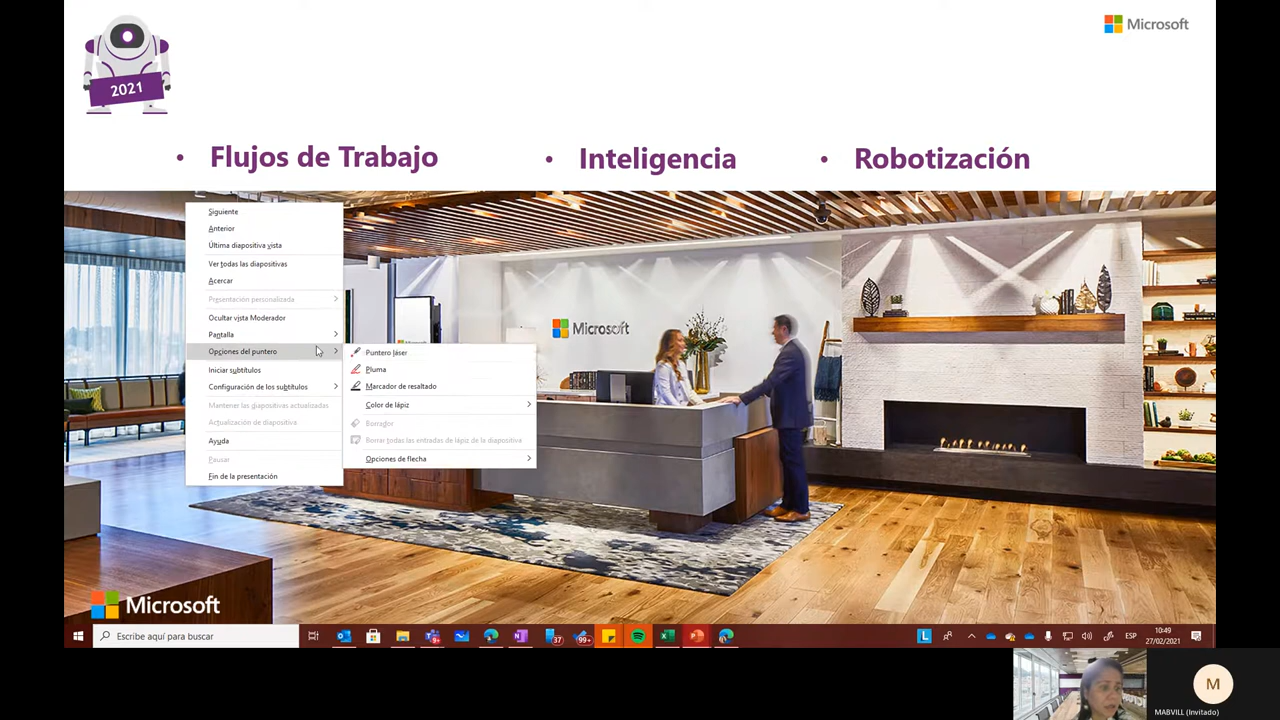 2021
Microsoft
• Flujos de Trabajo
• Inteligencia
• Robotización
Siguiente
Anterior
Última diapositiva vista
Ver todas las diapositivas
Acercar
Presentación personalizada
Ocultar vista Moderador
Pantalla
Opciones del puntero
Iniciar subtítulos
Configuración de los subtítulos
Mantener las diapositivas actualizadas
Actualización de diapositiva
Ayuda
Pausar
Fin de la presentación
Puntero láser
Pluma
Marcador de resaltado
Color de lápiz
Borrador
Borrar todas las entradas de lápiz de la diapositiva
Opciones de flecha
Microsoft
Microsoft
Escribe aquí para buscar
37
99+
L
ESP
10:49
27/02/2021
M
MABVILL (Invitado)